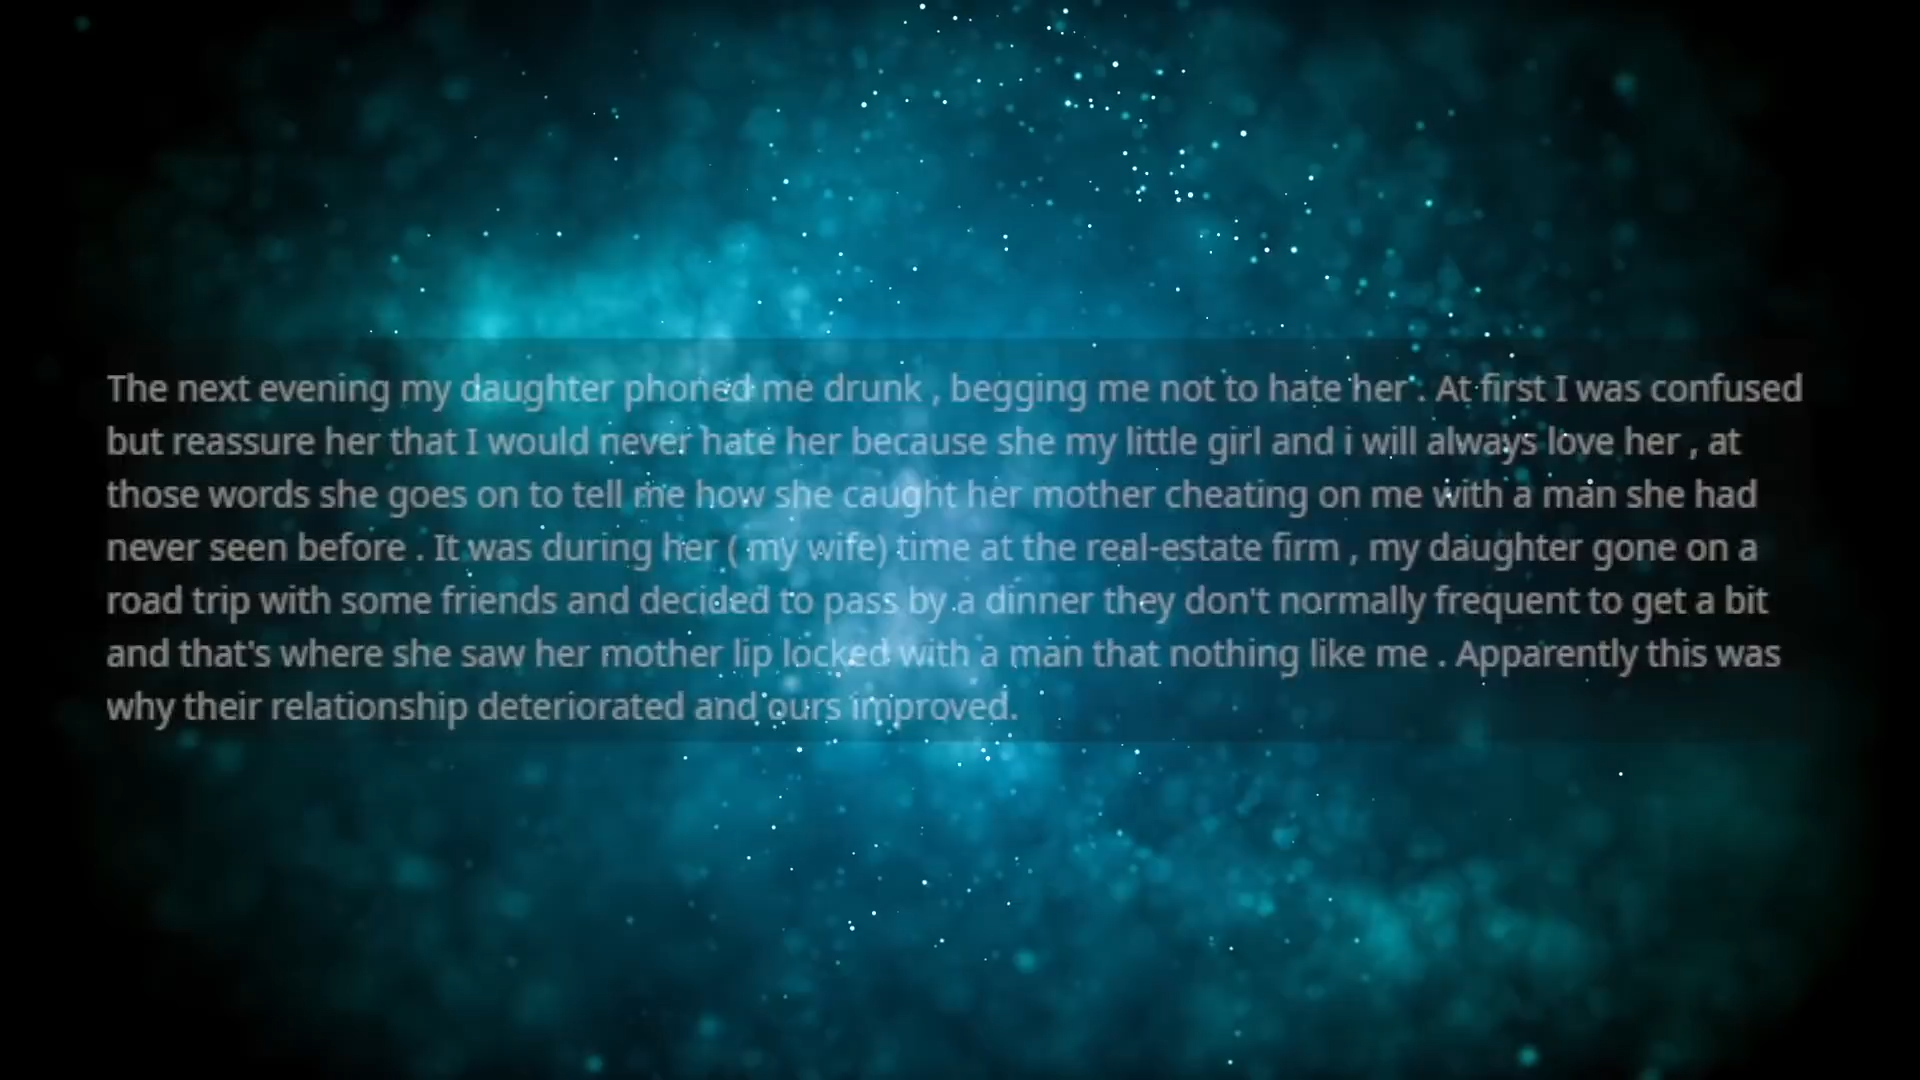 The next evening my daughter phoned me drunk , begging me not to hate her . At first I was confused
but reassure her that I would never hate her because she my little girl and i will always love her , at
those words she goes on to tell me how she caught her mother cheating on me with a man she had
never seen before . It was during her ( my wife) time at the real-estate firm , my daughter gone on a
road trip with some friends and decided to pass by a dinner they don't normally frequent to get a bit
and that's where she saw her mother lip locked with a man that nothing like me . Apparently this was
why their relationship deteriorated and ours improved.